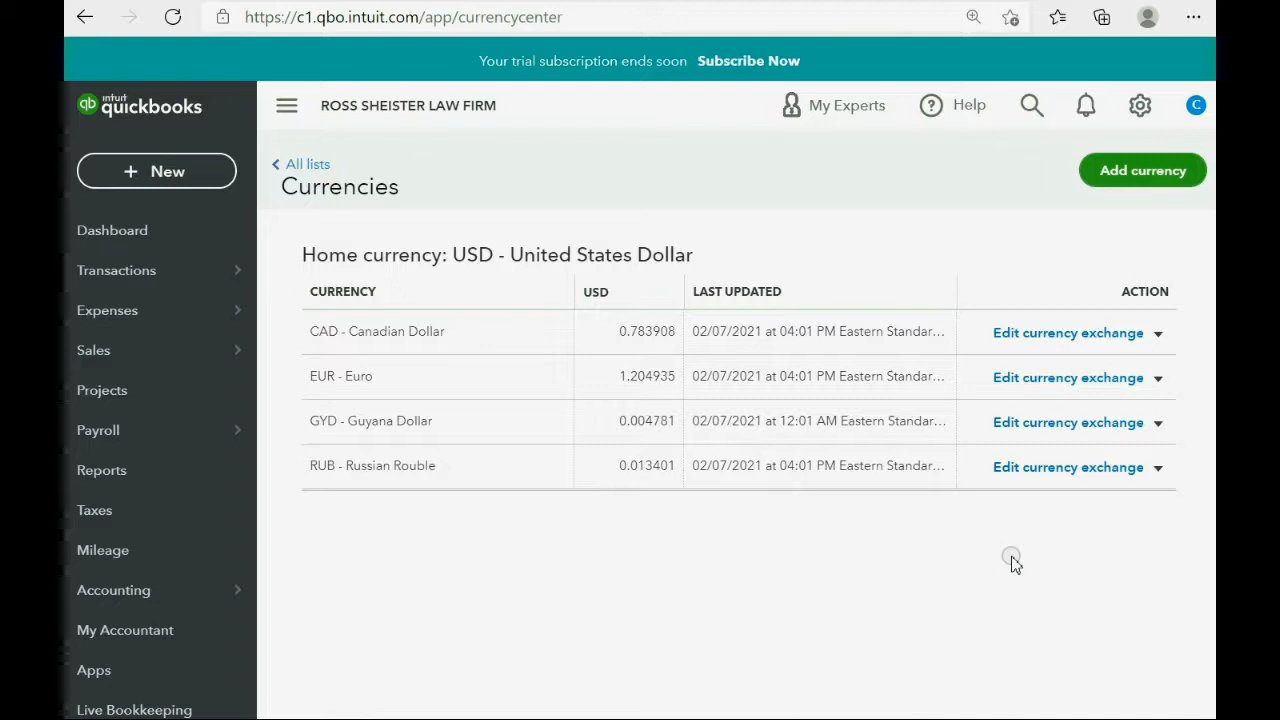 https://c1.qbo.intuit.com/app/currencycenter
Your trial subscription ends soon Subscribe Now
qb intuit quickbooks
ROSS SHEISTER LAW FIRM
My Experts
Help
C
+ New
All lists
Currencies
Add currency
Dashboard
Transactions
Expenses
Sales
Projects
Payroll
Reports
Taxes
Mileage
Accounting
My Accountant
Apps
Live Bookkeeping
Home currency: USD - United States Dollar
CURRENCY USD LAST UPDATED ACTION
CAD - Canadian Dollar 0.783908 02/07/2021 at 04:01 PM Eastern Standar... Edit currency exchange
EUR - Euro 1.204935 02/07/2021 at 04:01 PM Eastern Standar... Edit currency exchange
GYD - Guyana Dollar 0.004781 02/07/2021 at 12:01 AM Eastern Standar... Edit currency exchange
RUB - Russian Rouble 0.013401 02/07/2021 at 04:01 PM Eastern Standar... Edit currency exchange